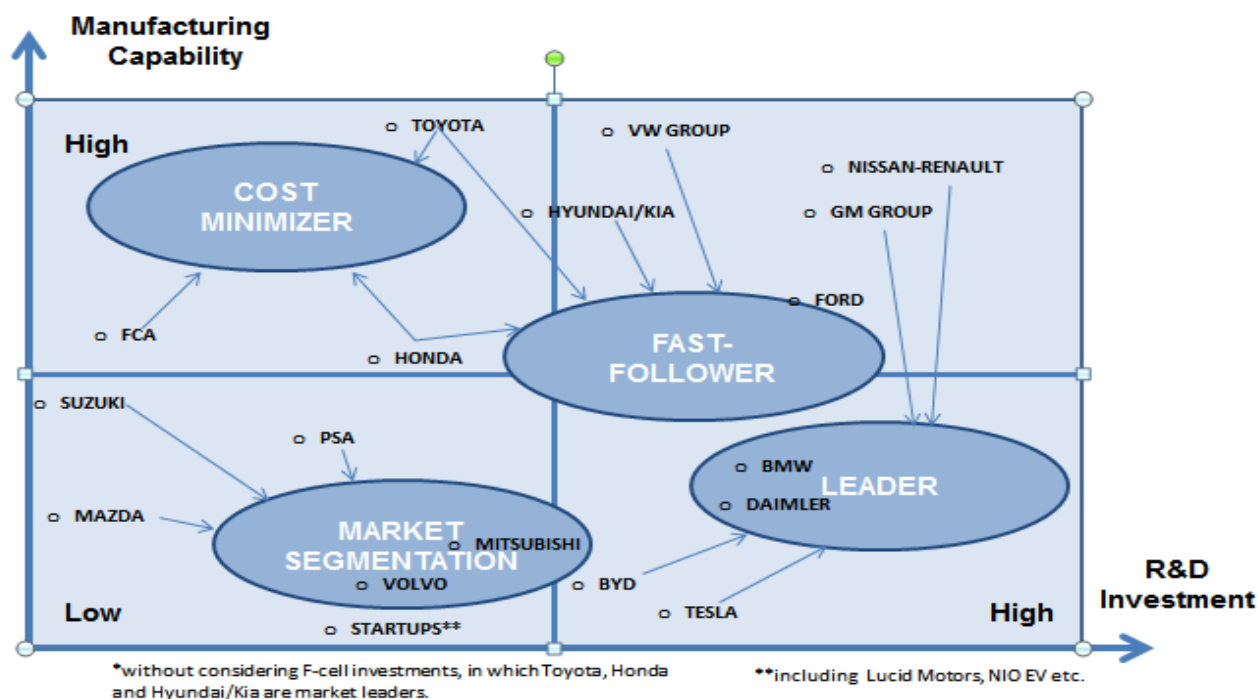 Manufacturing
Capability
High
TOYOTA
VW GROUP
NISSAN-RENAULT
COST
MINIMIZER
HYUNDAI/KIA
GM GROUP
FCA
HONDA
FORD
FAST-
FOLLOWER
SUZUKI
PSA
BMW
LEADER
DAIMLER
MAZDA
MARKET
SEGMENTATION
MITSUBISHI
VOLVO
BYD
TESLA
R&D
Investment
Low
STARTUPS**
High
*without considering F-cell investments, in which Toyota, Honda
and Hyundai/Kia are market leaders.
**including Lucid Motors, NIO EV etc.